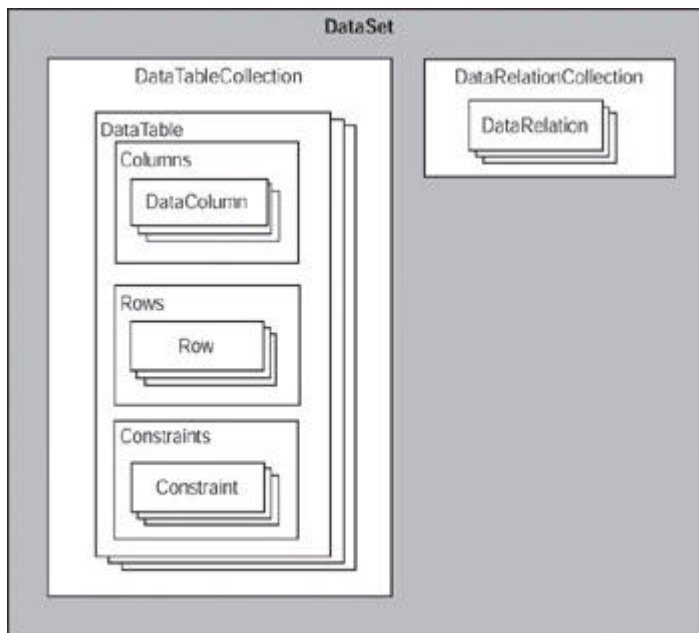 DataSet
DataTableCollection
DataTable
Columns
DataColumn
Rows
Row
Constraints
Constraint
DataRelationCollection
DataRelation